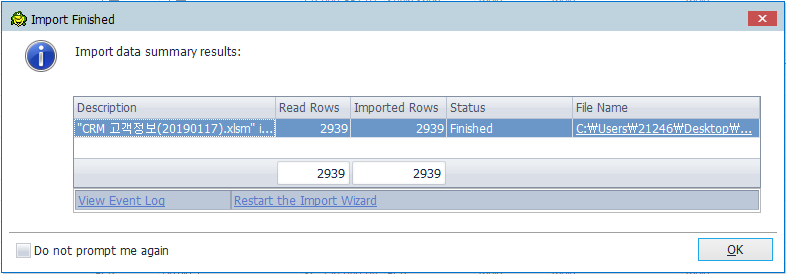 Import Finished
Import data summary results:
Description Read Rows Imported Rows Status File Name
"CRM 고객정보(20190117).xlsm" i... 2939 2939 Finished C:₩Users₩21246₩Desktop₩...
2939 2939
View Event Log Restart the Import Wizard
Do not prompt me again
OK